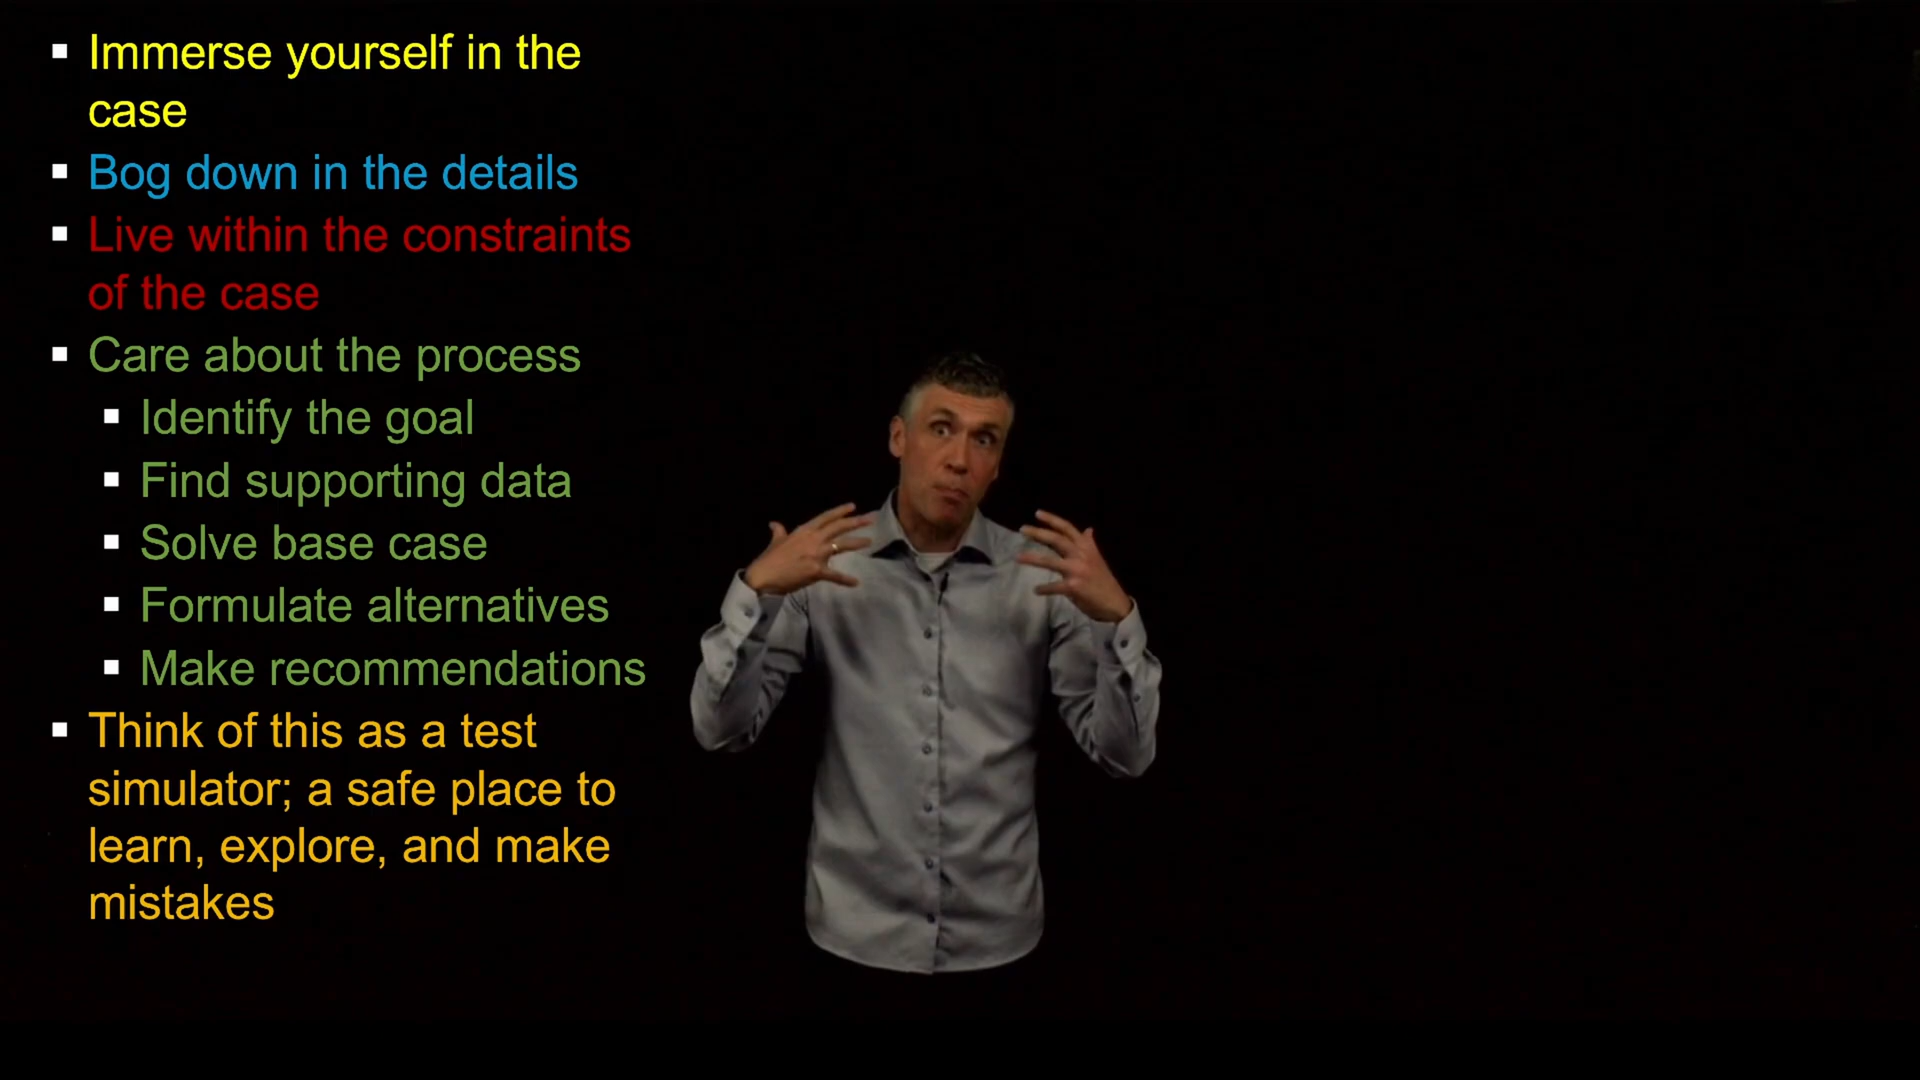 Immerse yourself in the
case
Bog down in the details
Live within the constraints
of the case
Care about the process
Identify the goal
Find supporting data
Solve base case
Formulate alternatives
Make recommendations
Think of this as a test
simulator; a safe place to
learn, explore, and make
mistakes